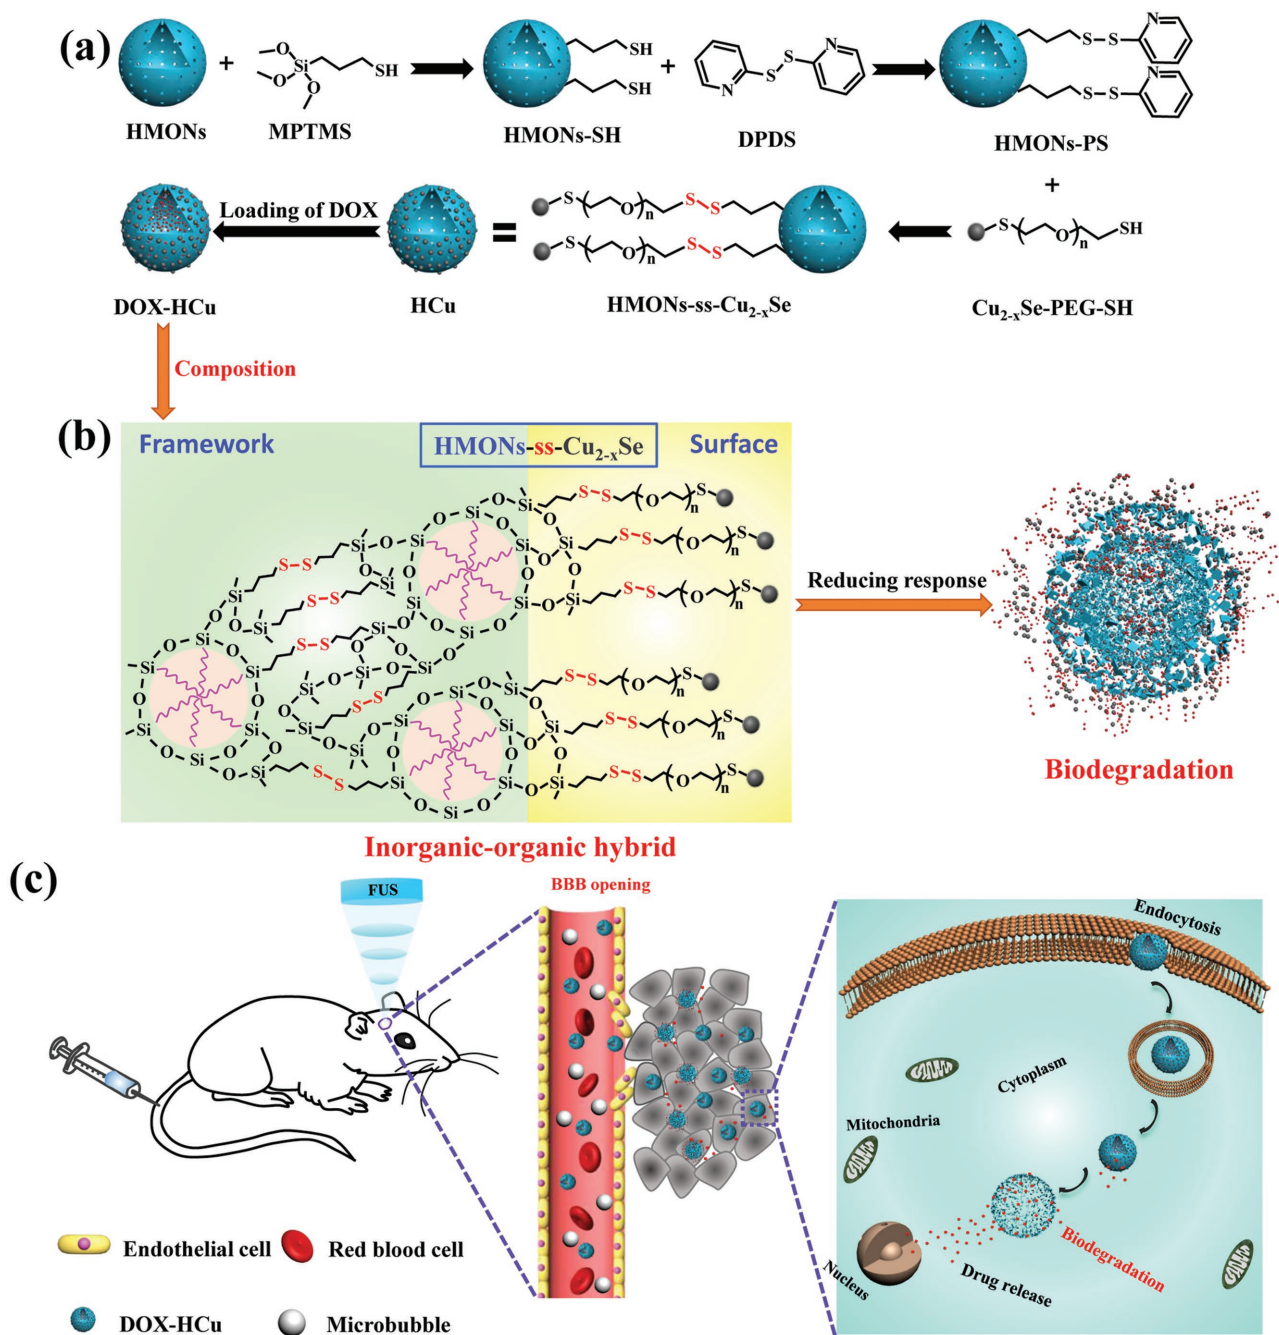 (a)
HMONs
+
MPTMS
HMONs-SH
+
DPDS
HMONs-PS
+
Loading of DOX
DOX-HCu
HCu
=
HMONs-ss-Cu2-xSe
Cu2-xSe-PEG-SH
Composition
(b)
Framework
HMONs-ss-Cu2-xSe
Surface
Reducing response
Biodegradation
Inorganic-organic hybrid
(c)
FUS
BBB opening
Endocytosis
Cytoplasm
Mitochondria
Biodegradation
Drug release
Nucleus
Endothelial cell
Red blood cell
DOX-HCu
Microbubble